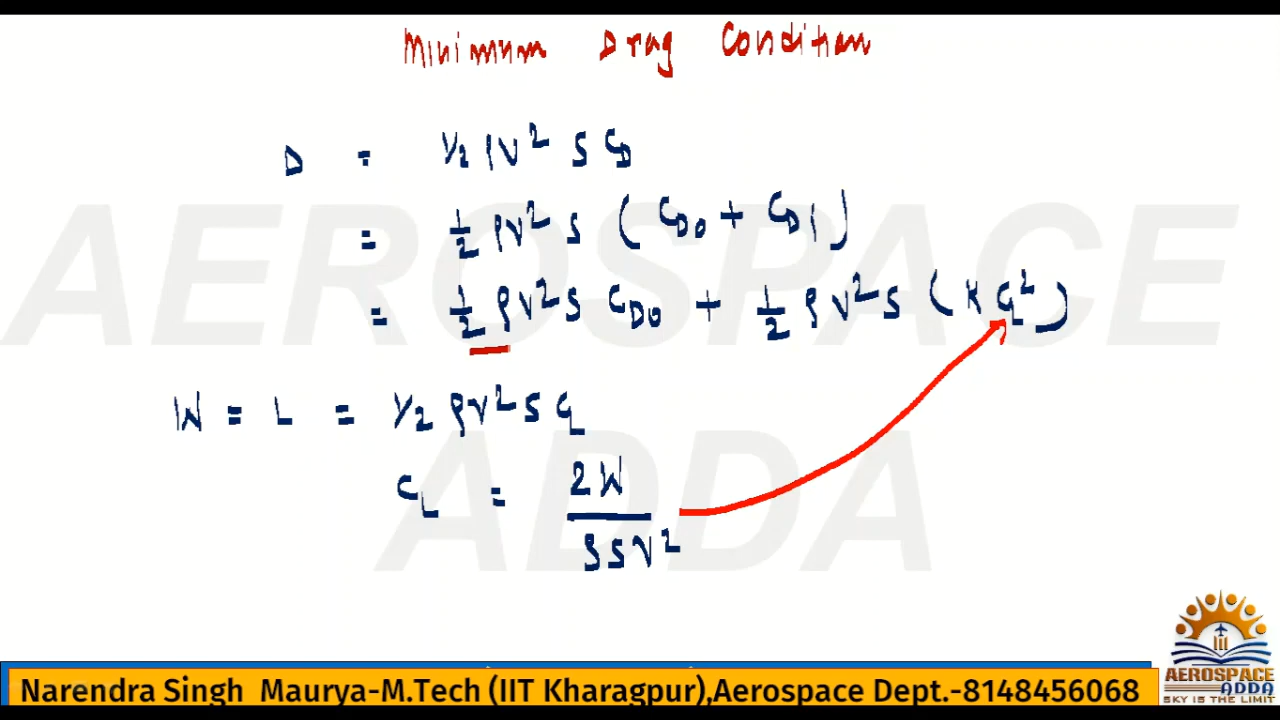 Minimum Drag Condition
D = 1/2 ρV² S C_D
= 1/2 ρV² S (C_D0 + C_Di)
= 1/2 ρV² S C_D0 + 1/2 ρV² S (K C_L²)
W = L = 1/2 ρV² S C_L
C_L = 2W / ρSV²
AEROSPACE
ADDA
AEROSPACE
ADDA
SKY IS THE LIMIT
Narendra Singh Maurya-M.Tech (IIT Kharagpur),Aerospace Dept.-8148456068